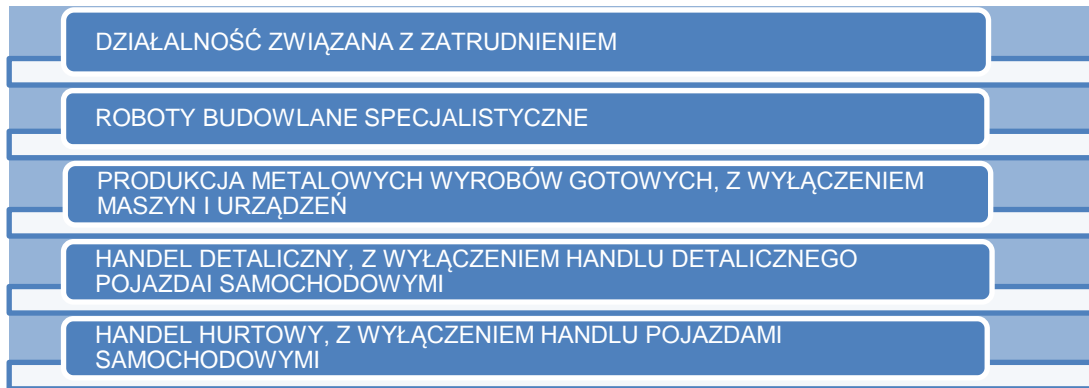 DZIAŁALNOŚĆ ZWIĄZANA Z ZATRUDNIENIEM
ROBOTY BUDOWLANE SPECJALISTYCZNE
PRODUKCJA METALOWYCH WYROBÓW GOTOWYCH, Z WYŁĄCZENIEM
MASZYN I URZĄDZEŃ
HANDEL DETALICZNY, Z WYŁĄCZENIEM HANDLU DETALICZNEGO
POJAZDAI SAMOCHODOWYMI
HANDEL HURTOWY, Z WYŁĄCZENIEM HANDLU POJAZDAMI
SAMOCHODOWYMI